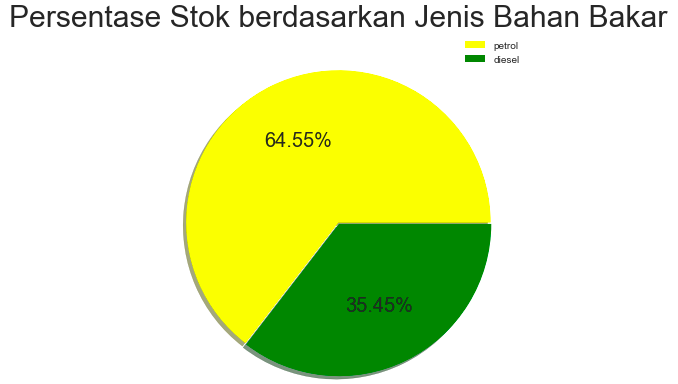 Persentase Stok berdasarkan Jenis Bahan Bakar
petrol
diesel
64.55%
35.45%